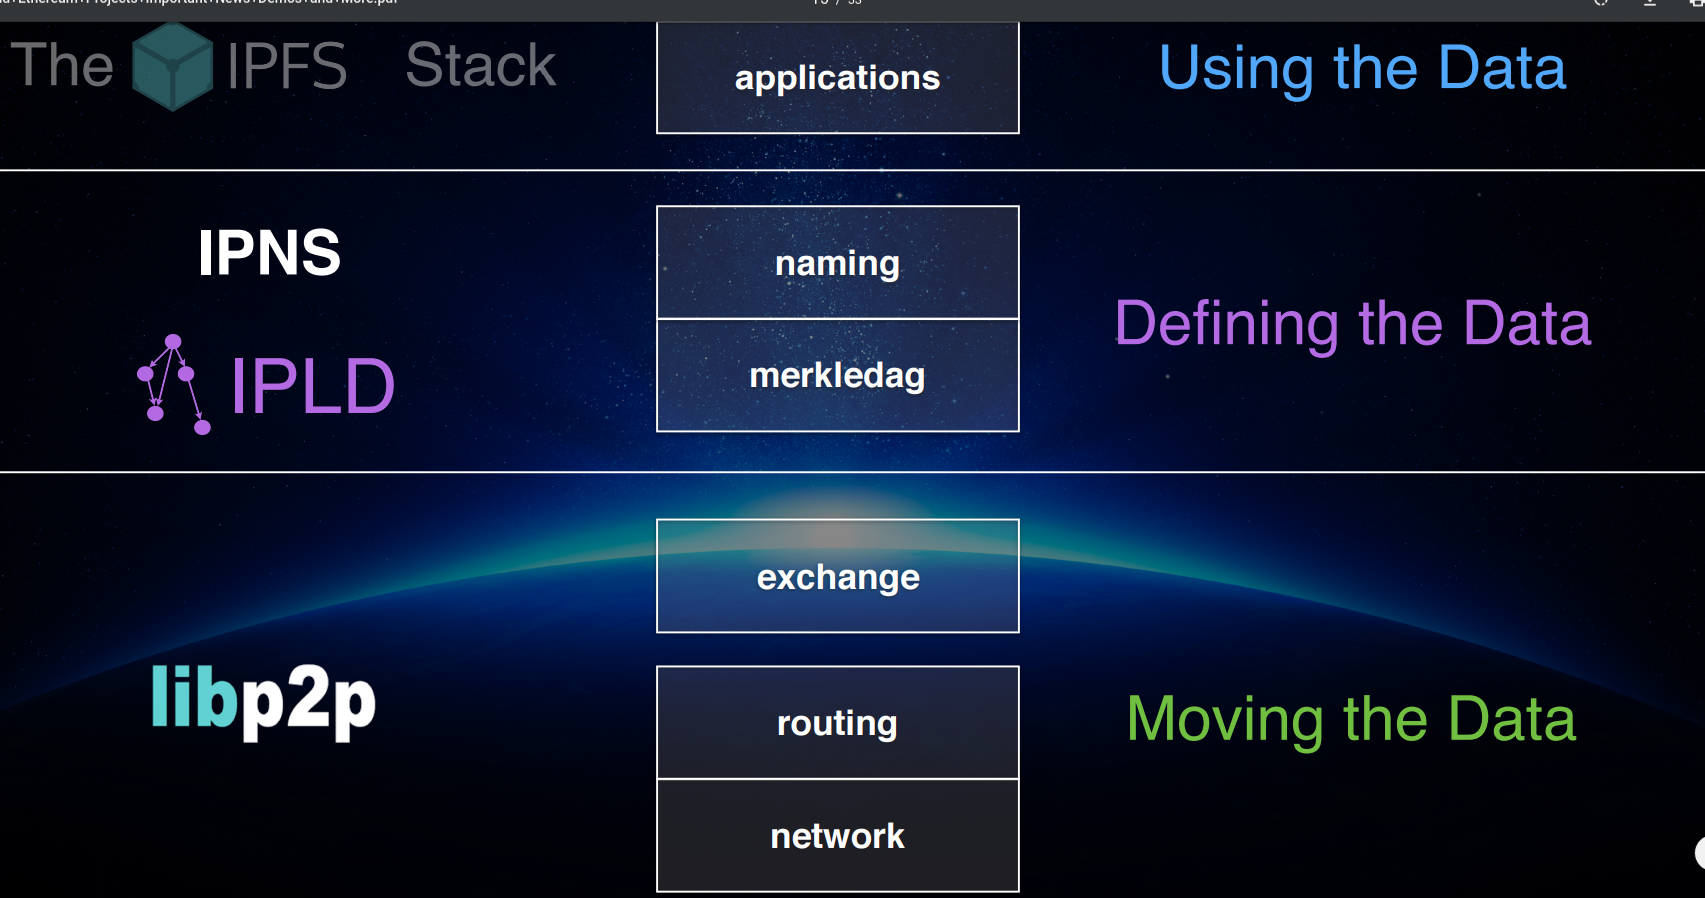 The IPFS Stack
applications
Using the Data
IPNS
naming
IPLD
merkledag
Defining the Data
exchange
libp2p
routing
Moving the Data
network